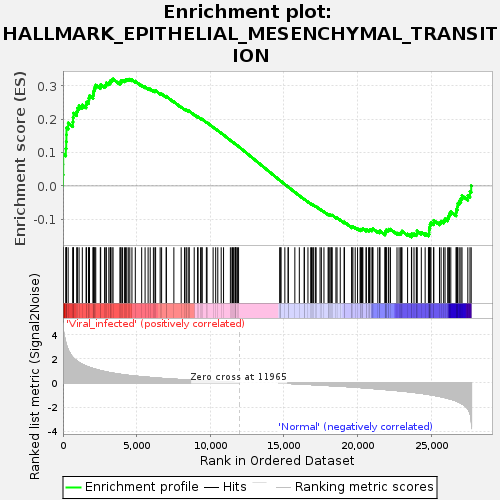 Enrichment plot:
HALLMARK_EPITHELIAL_MESENCHYMAL_TRANSIT
ION
Enrichment score (ES)
0.3
0.2
0.1
0.0
-0.1
'Viral_infected' (positively correlated)
Ranked list metric (Signal2Noise)
4
2
0
-2
-4
Zero cross at 11965
'Normal' (negatively correlated)
0
5,000
10,000
15,000
20,000
25,000
Rank in Ordered Dataset
Enrichment profile
Hits
Ranking metric scores